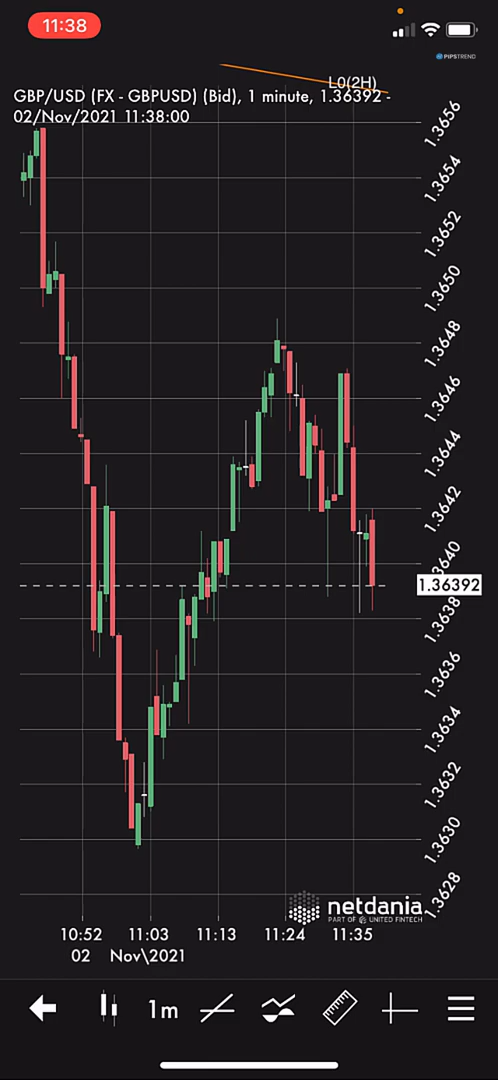 11:38
PIPSTREND
L0(2H)
GBP/USD (FX - GBPUSD) (Bid), 1 minute, 1.36392 -
02/Nov/2021 11:38:00
1.3656
1.3654
1.3652
1.3650
1.3648
1.3646
1.3644
1.3642
1.3640
1.36392
1.3638
1.3636
1.3634
1.3632
1.3630
1.3628
netdania
PART OF UNITED FINTECH
10:52 11:03 11:13 11:24 11:35
02 Nov\2021
1m